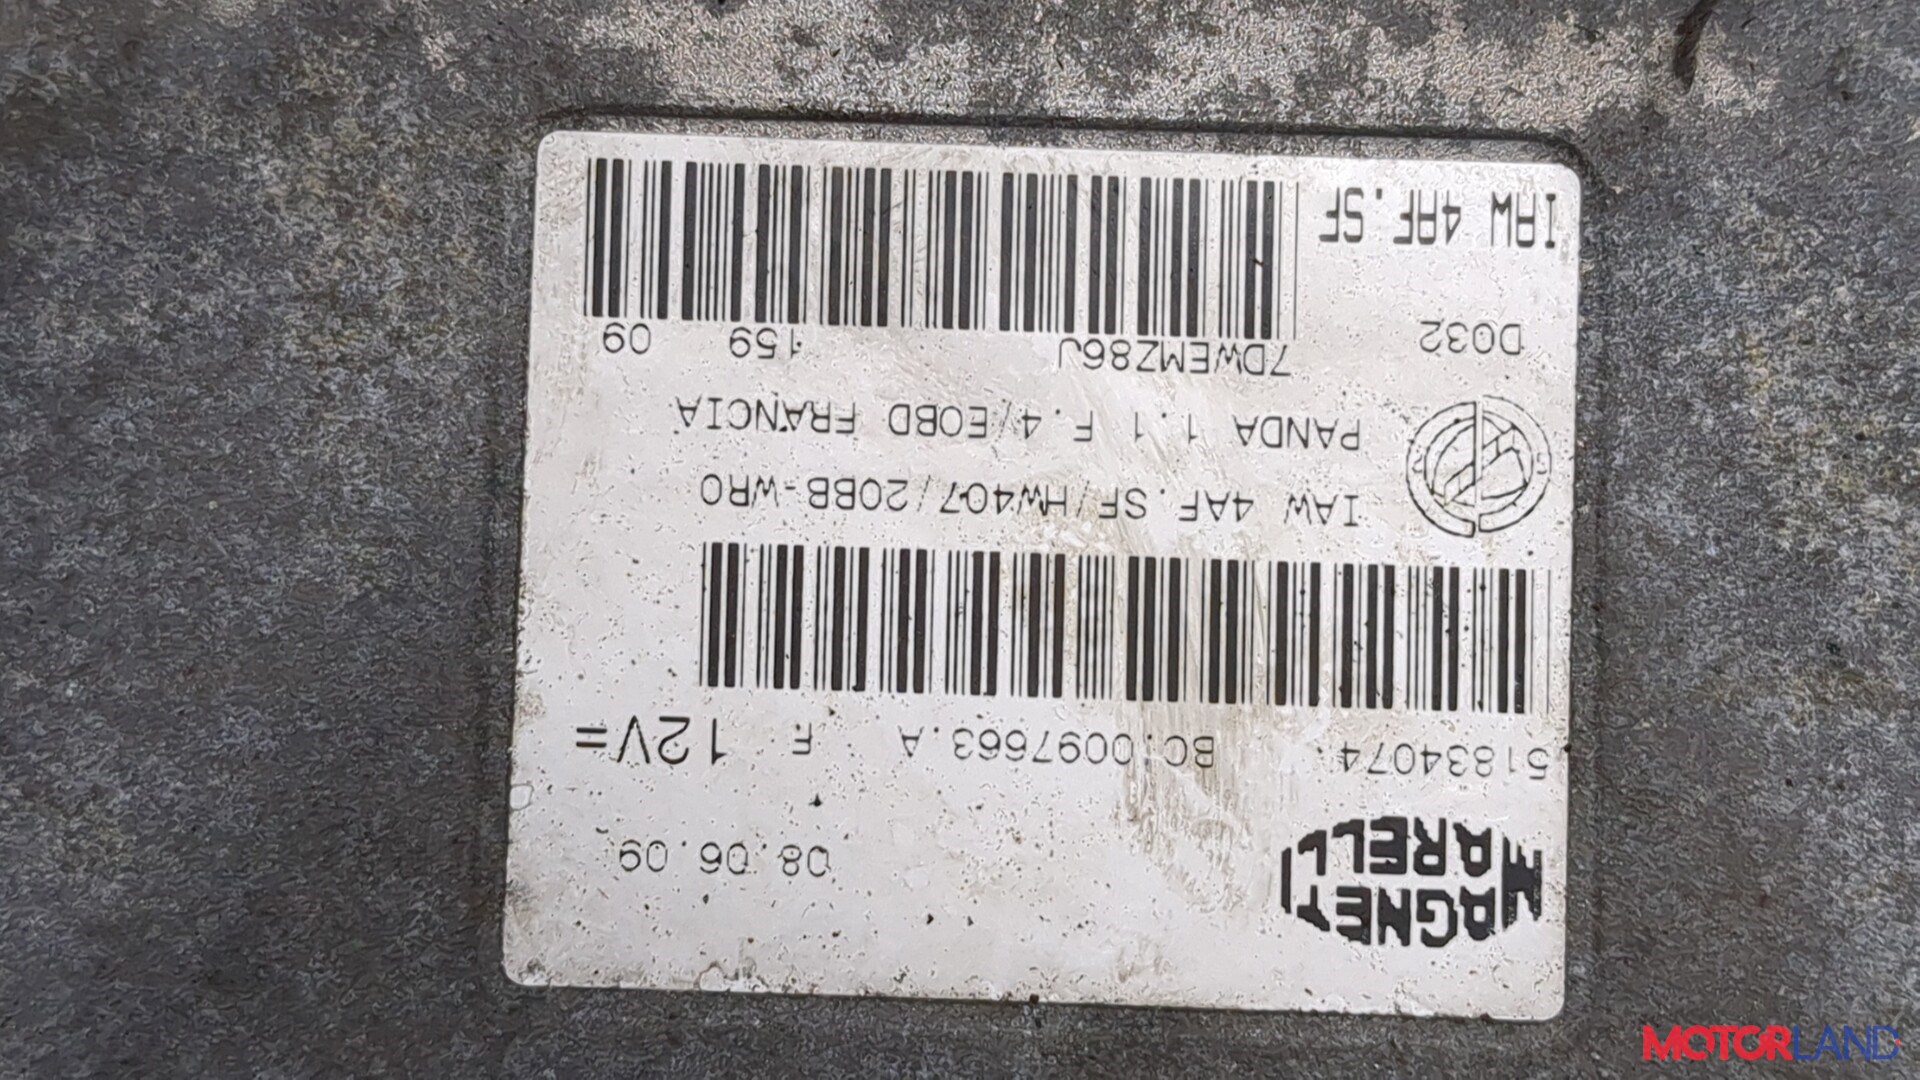 MAGNETI
MARELLI
08.06.09
51834074 BC.0097663.A F 12V=
IAW 4AF.SF/HW407/20BB-WR0
PANDA 1.1 F.4/EOBD FRANCIA
7DWEMZ86J 159 09
D032
IAW 4AF.SF
MOTORLAND